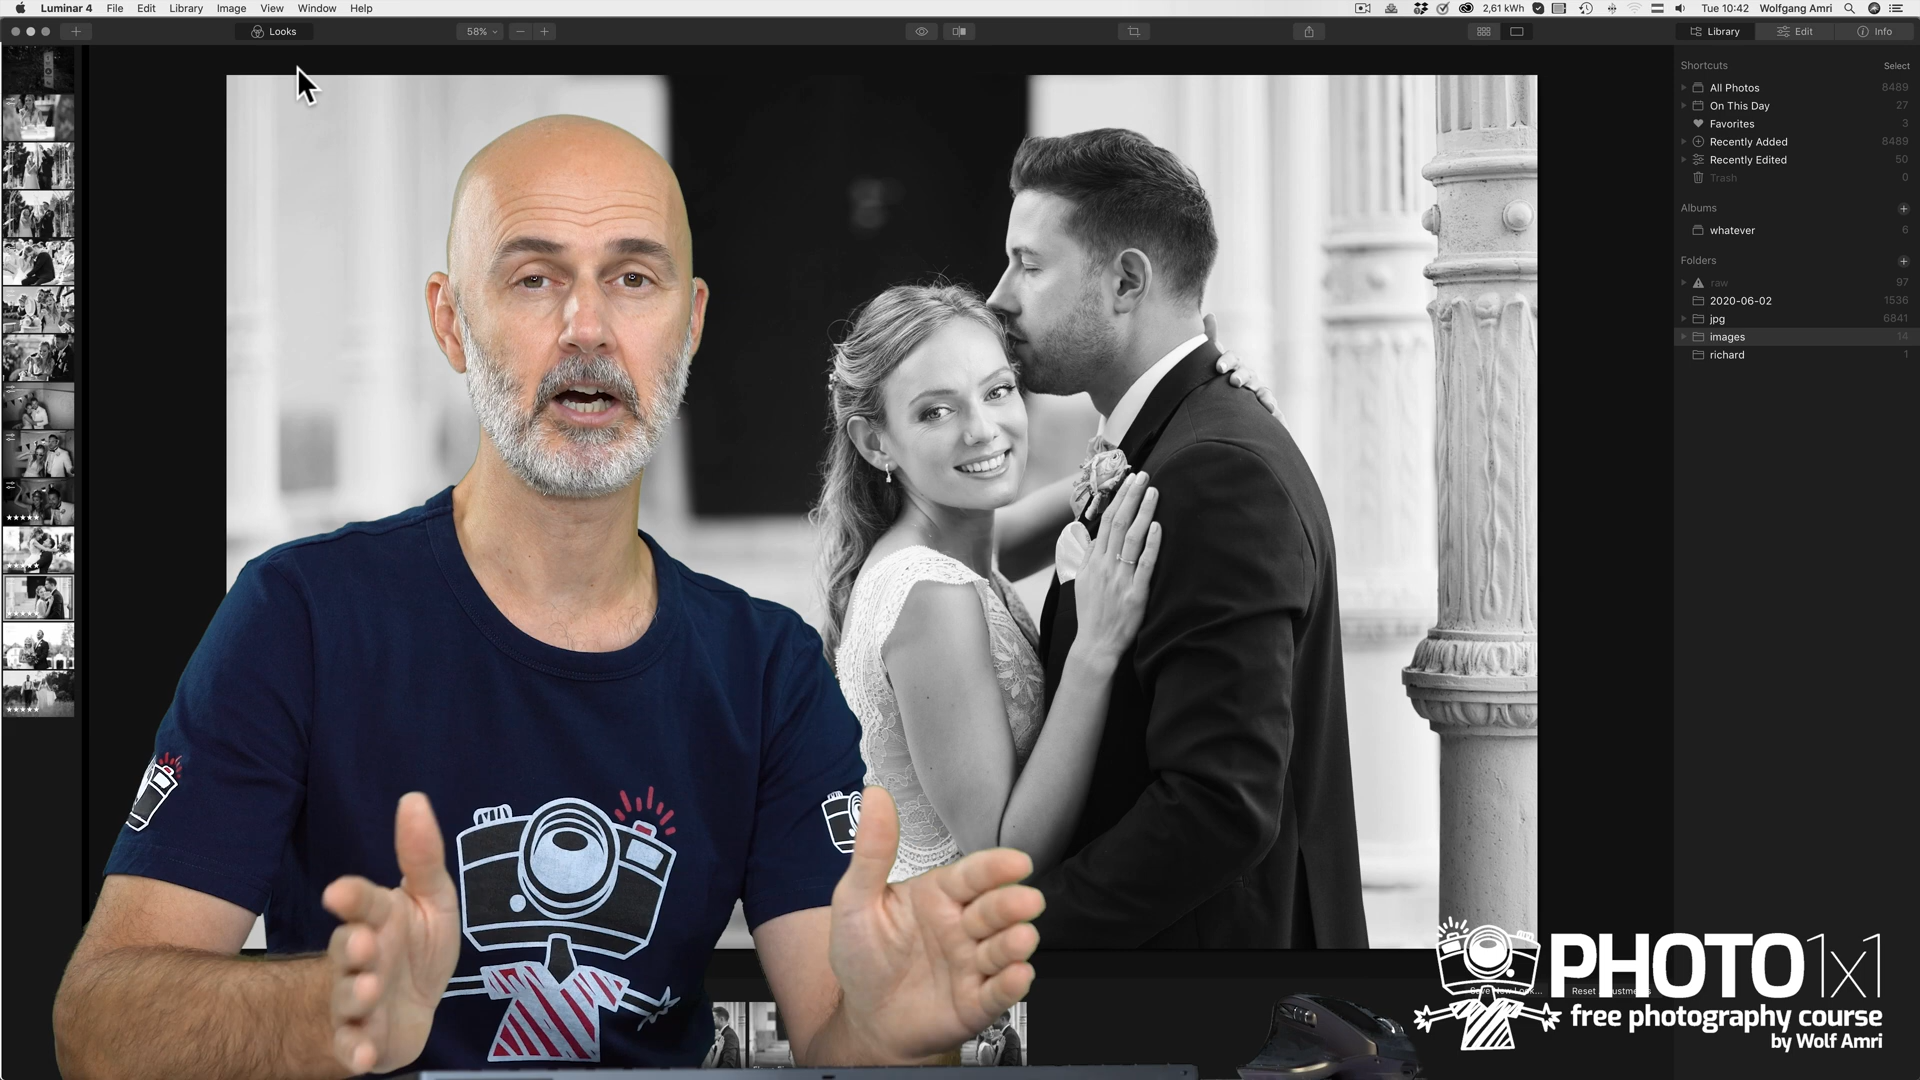 Luminar 4 File Edit Library Image View Window Help 2,61 kWh Tue 10:42 Wolfgang Amri
Looks 58% Library Edit Info
Shortcuts Select
All Photos 8489
On This Day 27
Favorites 3
Recently Added 8489
Recently Edited 50
Trash 0
Albums
whatever 6
Folders
raw 97
2020-06-02 1536
jpg 6841
images 14
richard 1
PHOTO1x1
free photography course
by Wolf Amri